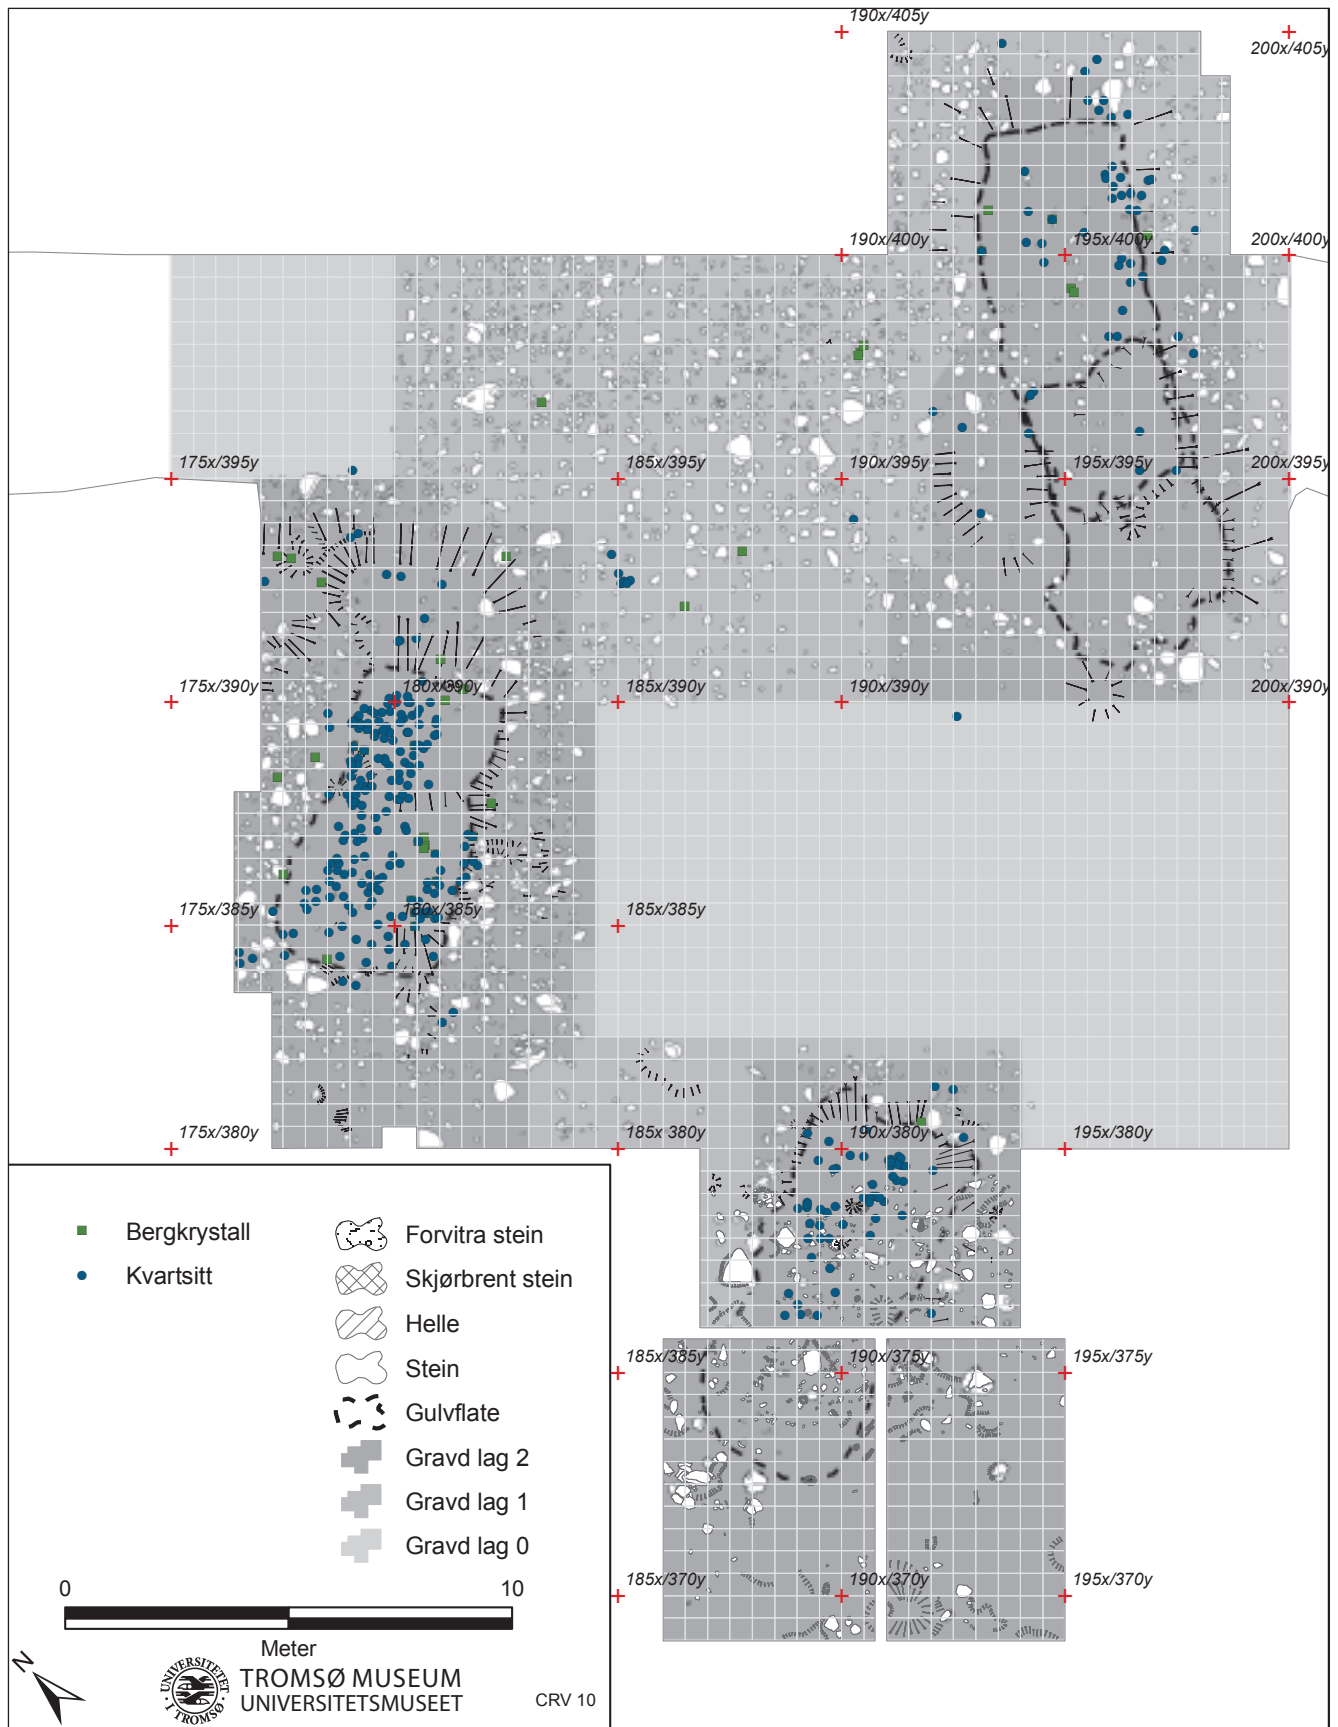 190x/405y
200x/405y
190x/400y
195x/400y
200x/400y
175x/395y
185x/395y
190x/395y
195x/395y
200x/395y
175x/390y
180x/390y
185x/390y
190x/390y
200x/390y
175x/385y
180x/385y
185x/385y
175x/380y
185x 380y
190x/380y
195x/380y
185x/385y
190x/375y
195x/375y
185x/370y
190x/370y
195x/370y
Bergkrystall
Kvartsitt
Forvitra stein
Skjørbrent stein
Helle
Stein
Gulvflate
Gravd lag 2
Gravd lag 1
Gravd lag 0
0 10
Meter
N
UNIVERSITETET I TROMSØ
TROMSØ MUSEUM
UNIVERSITETSMUSEET
CRV 10